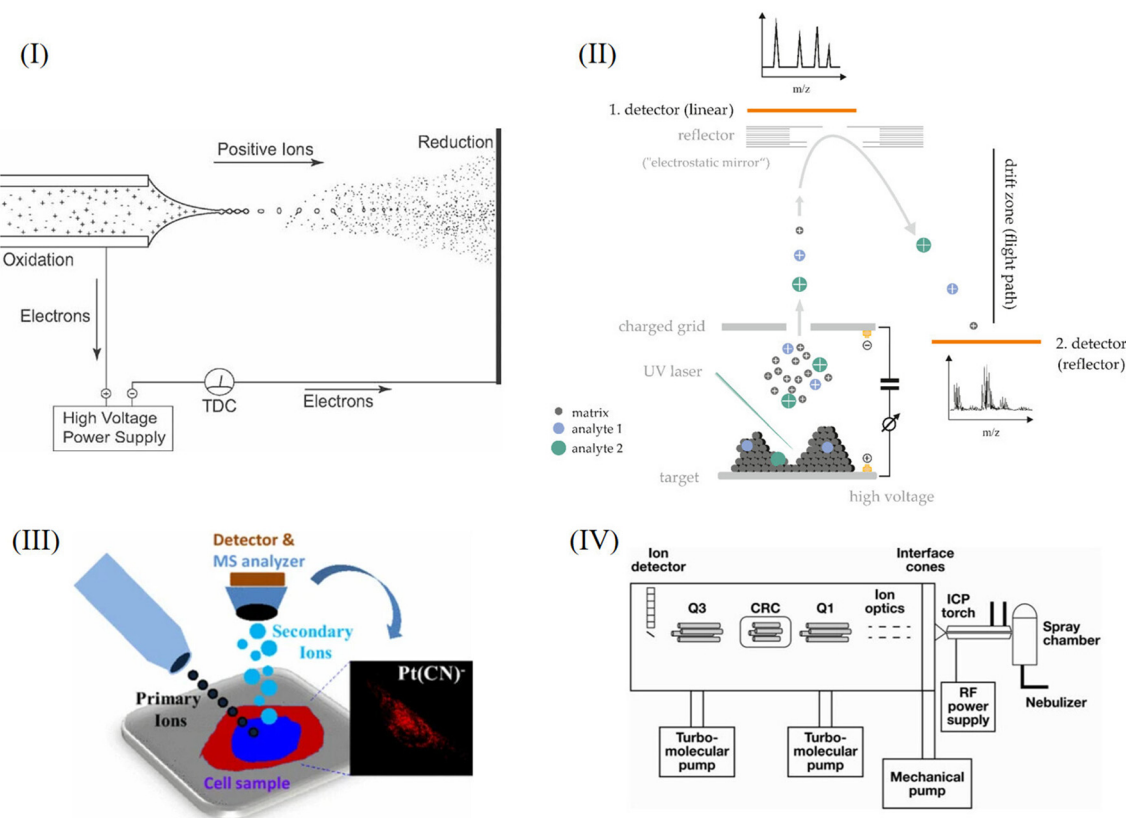 (I)
Positive Ions
Reduction
Oxidation
Electrons
TDC
Electrons
High Voltage
Power Supply
(II)
m/z
1. detector (linear)
reflector
("electrostatic mirror“)
drift zone (flight path)
charged grid
UV laser
2. detector
(reflector)
matrix
analyte 1
analyte 2
m/z
target
high voltage
(III)
Detector &
MS analyzer
Secondary
Ions
Primary
Ions
Pt(CN)-
Cell sample
(IV)
Ion
detector
Interface
cones
Q3
CRC
Q1
Ion
optics
ICP
torch
Spray
chamber
RF
power
supply
Nebulizer
Turbo-
molecular
pump
Turbo-
molecular
pump
Mechanical
pump